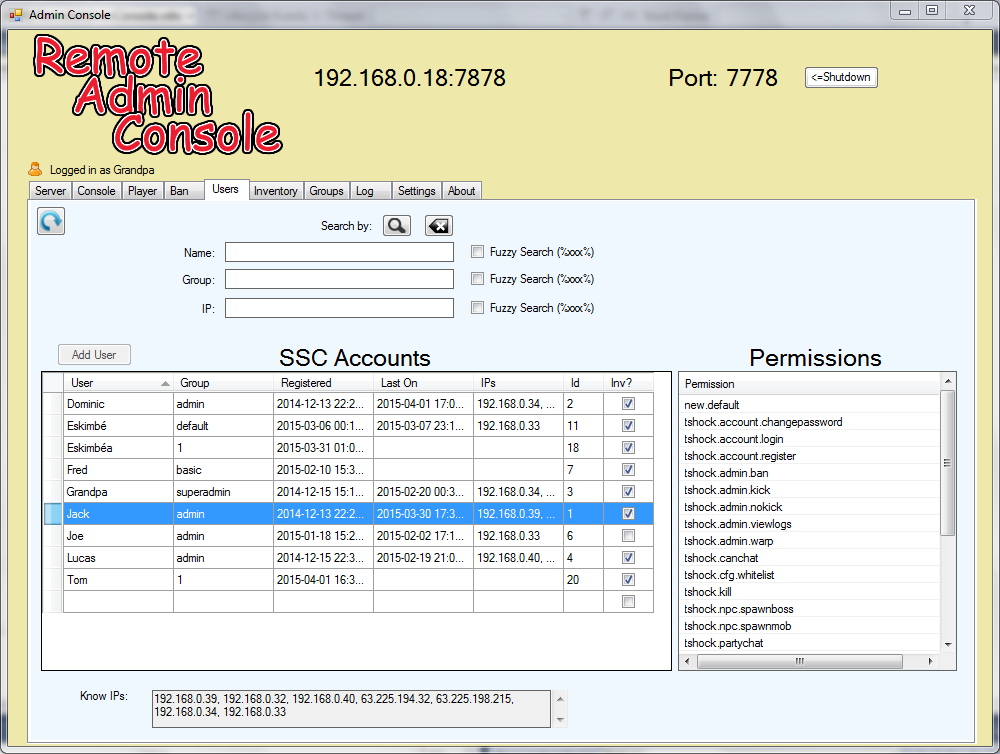 Admin Console
Remote
Admin
Console
192.168.0.18:7878
Port: 7778
<=Shutdown
Logged in as Grandpa
Server Console Player Ban Users Inventory Groups Log Settings About
Search by:
Name: Fuzzy Search (%xxx%)
Group: Fuzzy Search (%xxx%)
IP: Fuzzy Search (%xxx%)
Add User
SSC Accounts
User Group Registered Last On IPs Id Inv?
Dominic admin 2014-12-13 22:2... 2015-04-01 17:0... 192.168.0.34, ... 2
Eskimbé default 2015-03-06 00:1... 2015-03-07 23:1... 192.168.0.33 11
Eskimbéa 1 2015-03-31 01:0... 18
Fred basic 2015-02-10 15:3... 7
Grandpa superadmin 2014-12-15 15:1... 2015-02-20 00:3... 192.168.0.34, ... 3
Jack admin 2014-12-13 22:2... 2015-03-30 17:3... 192.168.0.39, ... 1
Joe admin 2015-01-18 15:2... 2015-02-02 17:1... 192.168.0.33 6
Lucas admin 2014-12-15 22:3... 2015-02-19 21:0... 192.168.0.40, ... 4
Tom 1 2015-04-01 16:3... 20
Permissions
Permission
new.default
tshock.account.changepassword
tshock.account.login
tshock.account.register
tshock.admin.ban
tshock.admin.kick
tshock.admin.nokick
tshock.admin.viewlogs
tshock.admin.warp
tshock.canchat
tshock.cfg.whitelist
tshock.kill
tshock.npc.spawnboss
tshock.npc.spawnmob
tshock.partychat
Know IPs:
192.168.0.39, 192.168.0.32, 192.168.0.40, 63.225.194.32, 63.225.198.215,
192.168.0.34, 192.168.0.33